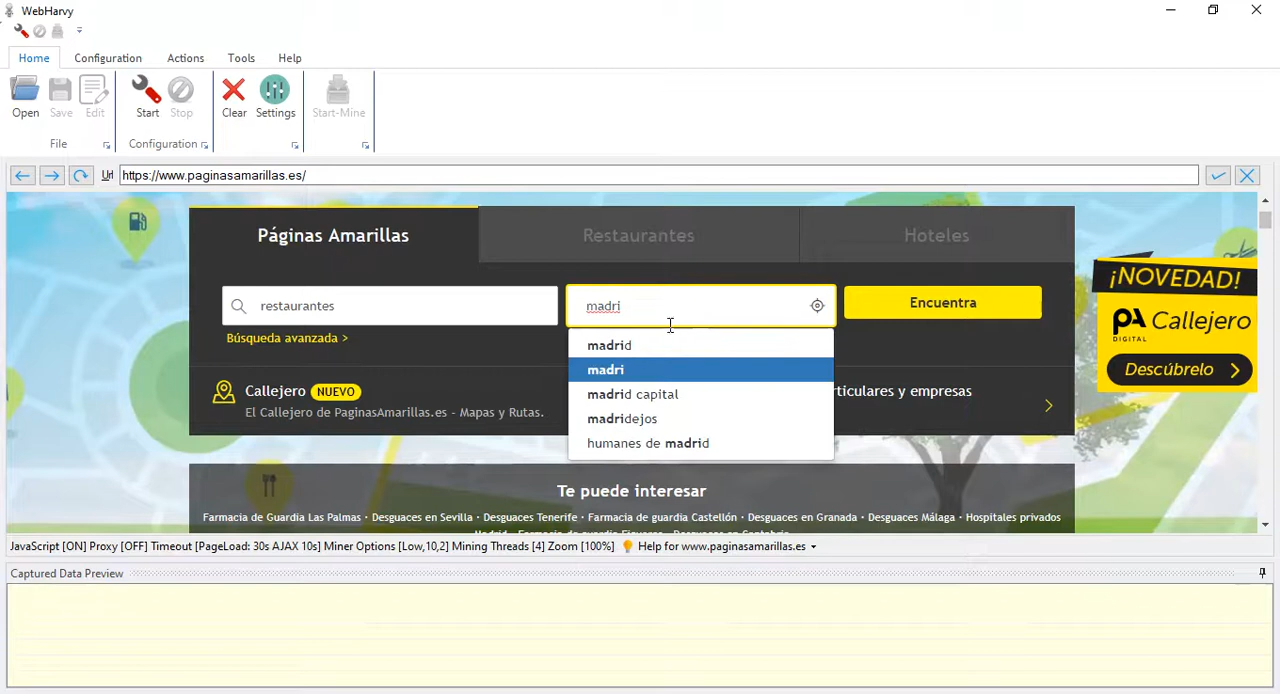 WebHarvy
Home Configuration Actions Tools Help
Open Save Edit Start Stop Clear Settings Start-Mine
File Configuration
Url https://www.paginasamarillas.es/
Páginas Amarillas Restaurantes Hoteles
restaurantes madri Encuentra
Búsqueda avanzada >
madrid
madri
madrid capital
madridejos
humanes de madrid
Callejero NUEVO rticulares y empresas
El Callejero de PaginasAmarillas.es - Mapas y Rutas.
¡NOVEDAD!
PA Callejero
DIGITAL
Descúbrelo
Te puede interesar
Farmacia de Guardia Las Palmas · Desguaces en Sevilla · Desguaces Tenerife · Farmacia de guardia Castellón · Desguaces en Granada · Desguaces Málaga · Hospitales privados
JavaScript [ON] Proxy [OFF] Timeout [PageLoad: 30s AJAX 10s] Miner Options [Low,10,2] Mining Threads [4] Zoom [100%] Help for www.paginasamarillas.es
Captured Data Preview